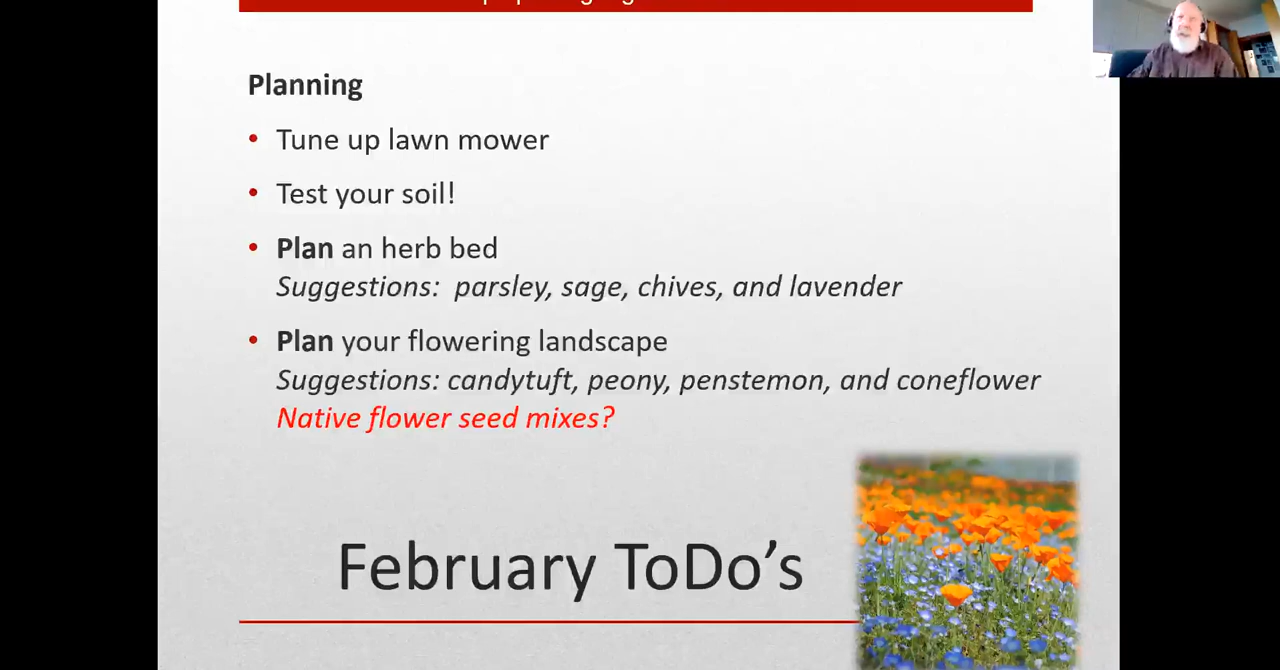 Planning
• Tune up lawn mower
• Test your soil!
• Plan an herb bed
Suggestions:  parsley, sage, chives, and lavender
• Plan your flowering landscape
Suggestions: candytuft, peony, penstemon, and coneflower
Native flower seed mixes?
February ToDo’s